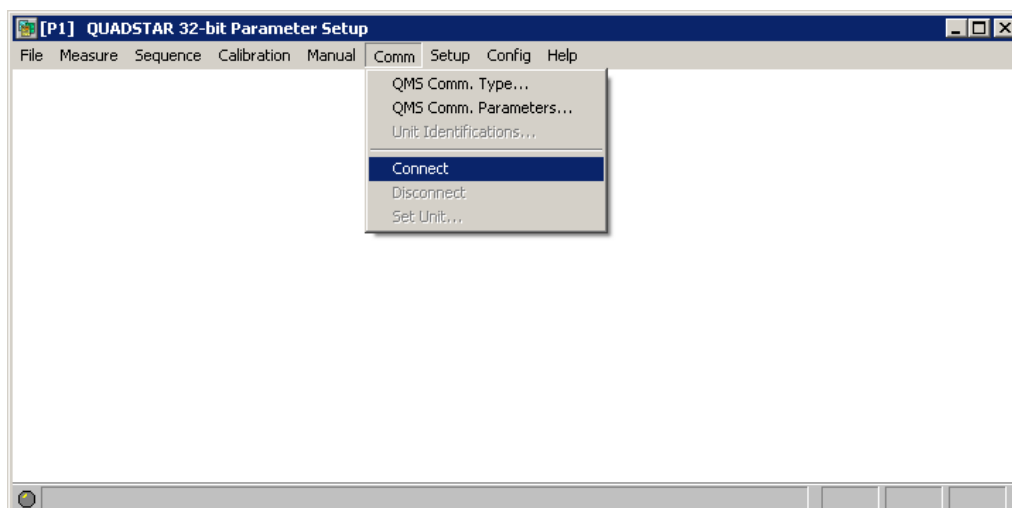 [P1] QUADSTAR 32-bit Parameter Setup
File Measure Sequence Calibration Manual Comm Setup Config Help
QMS Comm. Type...
QMS Comm. Parameters...
Unit Identifications...
Connect
Disconnect
Set Unit...